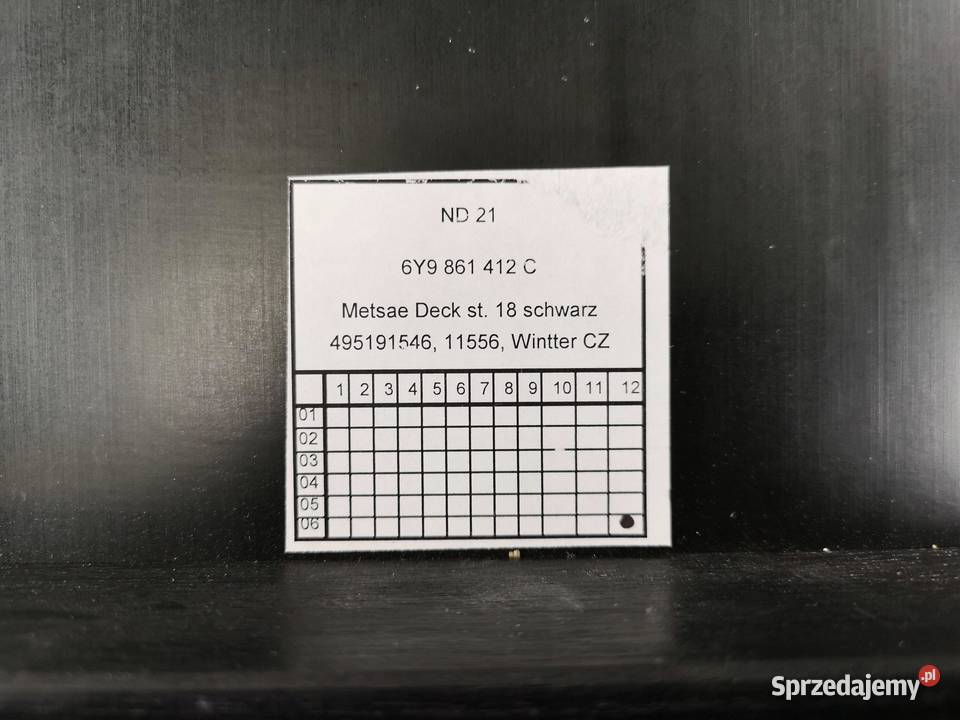 ND 21
6Y9 861 412 C
Metsae Deck st. 18 schwarz
495191546, 11556, Wintter CZ
1 2 3 4 5 6 7 8 9 10 11 12
01
02
03
04
05
06
Sprzedajemy.pl